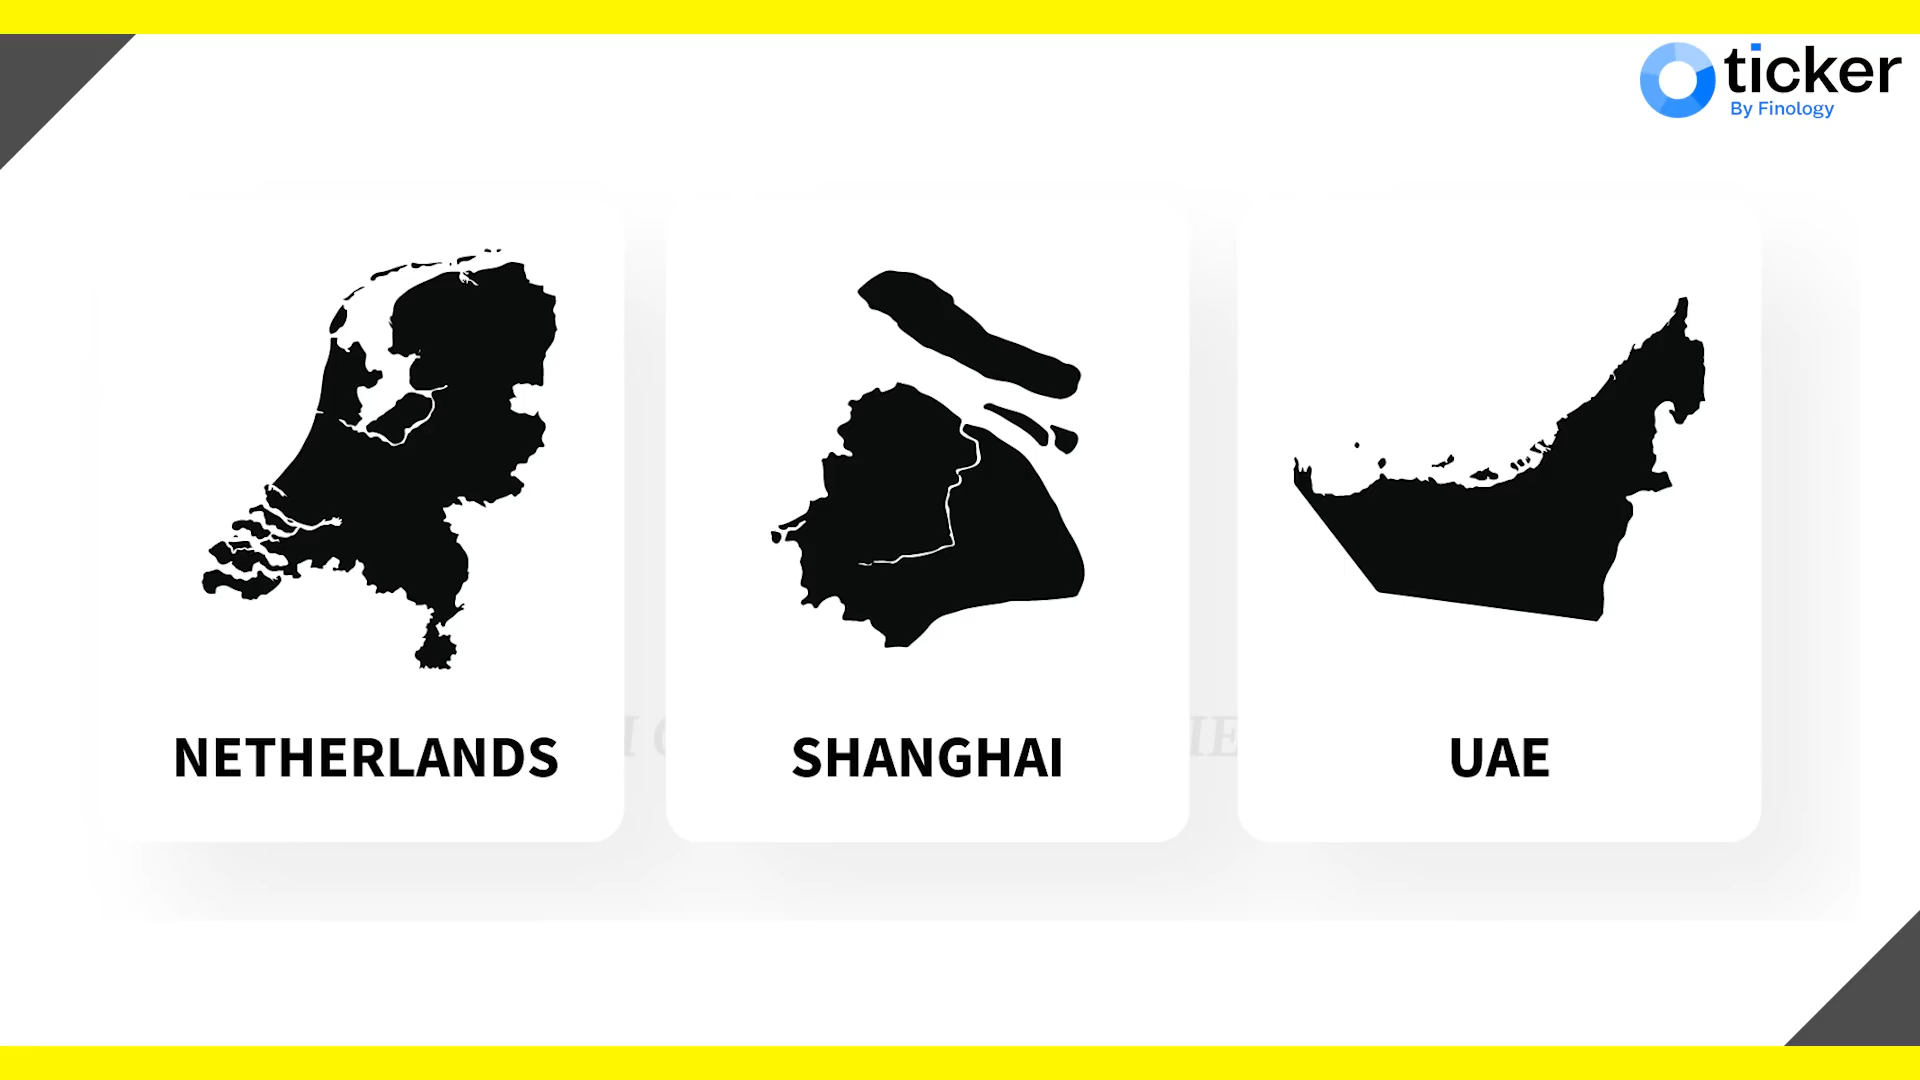 ticker
By Finology
NETHERLANDS
SHANGHAI
UAE